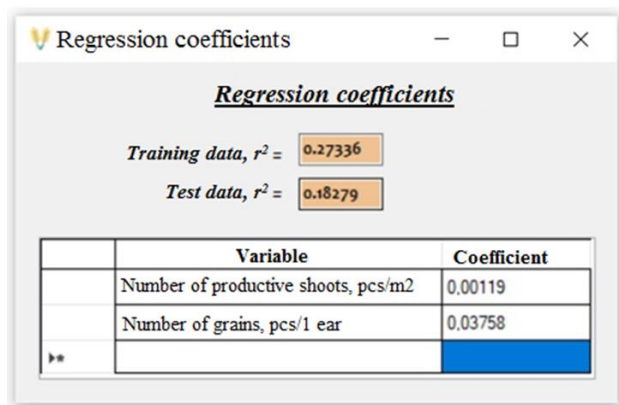 Regression coefficients
Regression coefficients
Training data, r² = 0.27336
Test data, r² = 0.18279
Variable Coefficient
Number of productive shoots, pcs/m2 0,00119
Number of grains, pcs/1 ear 0,03758